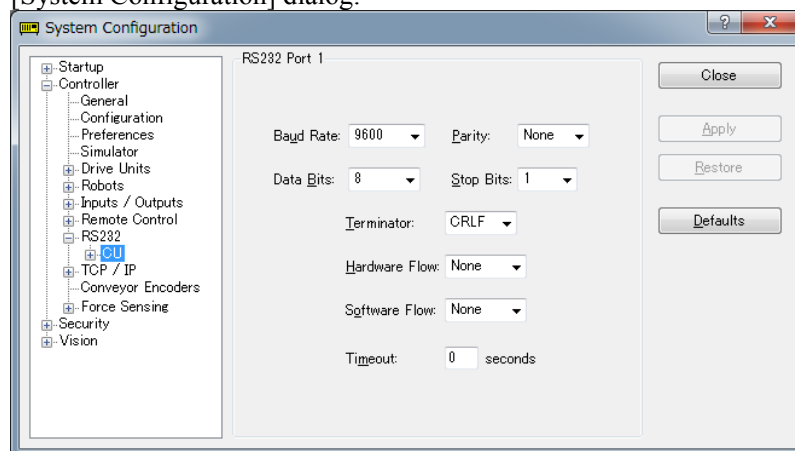 [System Configuration] dialog.
System Configuration
Startup
Controller
General
Configuration
Preferences
Simulator
Drive Units
Robots
Inputs / Outputs
Remote Control
RS232
CU
TCP / IP
Conveyor Encoders
Force Sensing
Security
Vision
RS232 Port 1
Baud Rate: 9600 Parity: None
Data Bits: 8 Stop Bits: 1
Terminator: CRLF
Hardware Flow: None
Software Flow: None
Timeout: 0 seconds
Close
Apply
Restore
Defaults